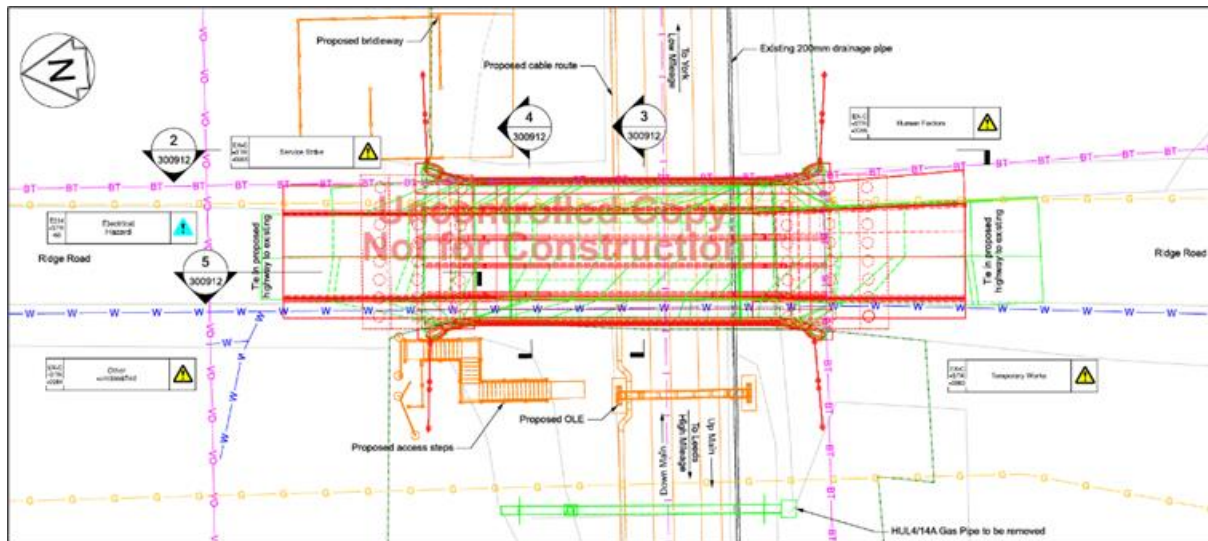 Proposed bridleway
Proposed cable route
To York
Low Mileage
Existing 200mm drainage pipe
N
4
300912
3
300912
2
300912
Service Strike
Human Factors
BT
G
VO
W
Electrical
Hazard
Uncontrolled Copy
Not for Construction
Ridge Road
Tie in proposed
highway to existing
Tie in proposed
highway to existing
Ridge Road
5
300912
Other
Temporary Works
Proposed OLE
Proposed access steps
Down Main
To Leeds
High Mileage
Up Main
HUL4/14A Gas Pipe to be removed